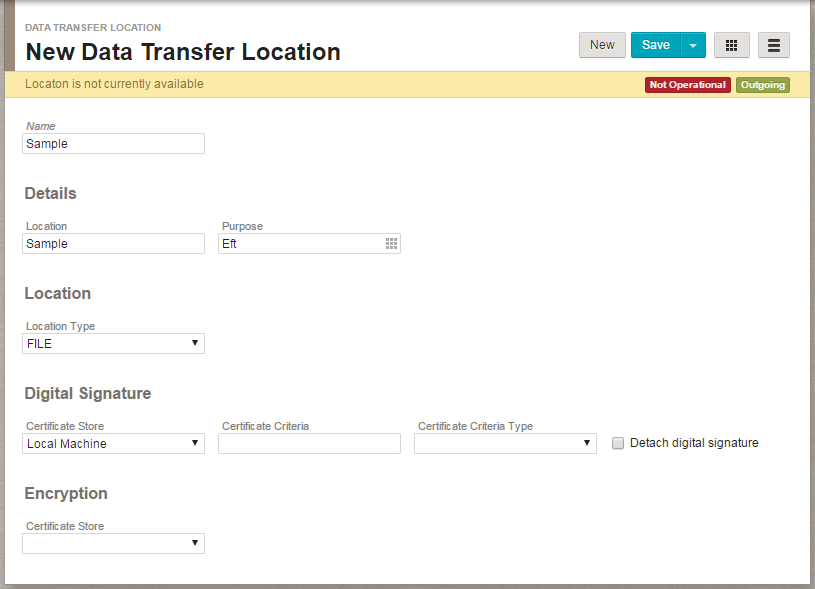 DATA TRANSFER LOCATION
New Data Transfer Location
New Save
Locaton is not currently available Not Operational Outgoing
Name
Sample
Details
Location Purpose
Sample Eft
Location
Location Type
FILE
Digital Signature
Certificate Store Certificate Criteria Certificate Criteria Type
Local Machine Detach digital signature
Encryption
Certificate Store